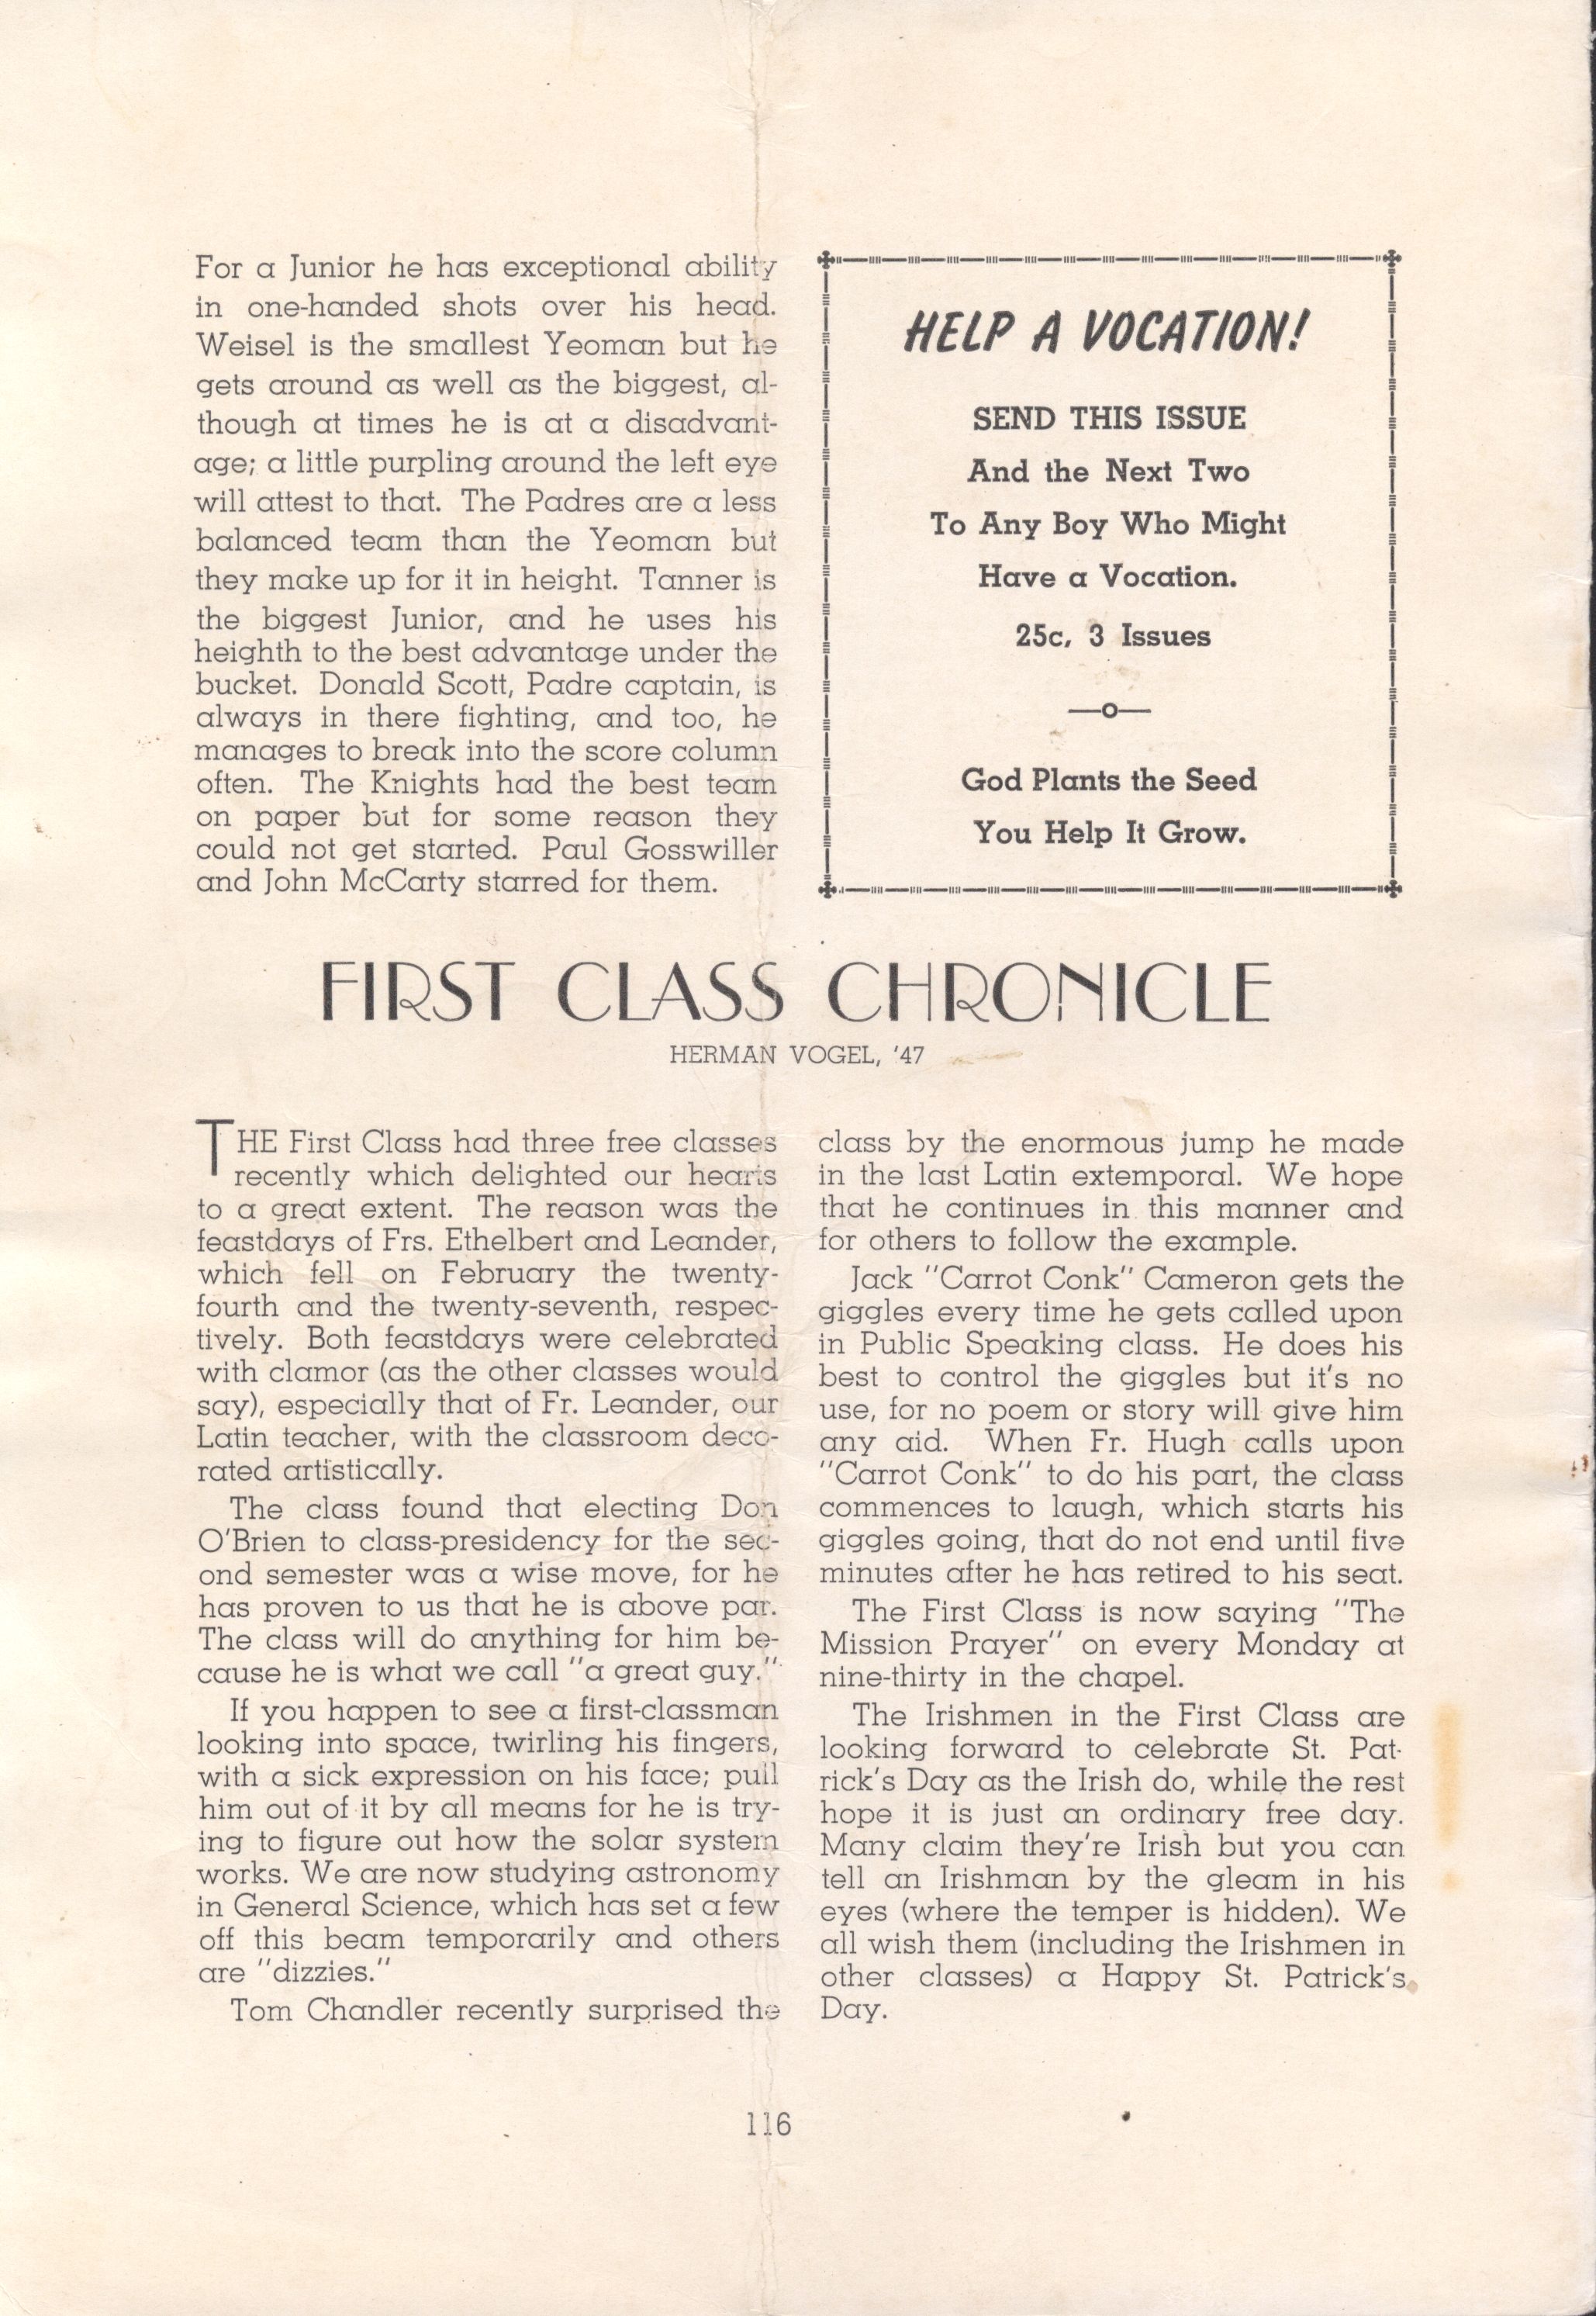 For a Junior he has exceptional ability
in one-handed shots over his head.
Weisel is the smallest Yeoman but he
gets around as well as the biggest, al-
though at times he is at a disadvant-
age; a little purpling around the left eye
will attest to that. The Padres are a less
balanced team than the Yeoman but
they make up for it in height. Tanner is
the biggest Junior, and he uses his
heighth to the best advantage under the
bucket. Donald Scott, Padre captain, is
always in there fighting, and too, he
manages to break into the score column
often. The Knights had the best team
on paper but for some reason they
could not get started. Paul Gosswiller
and John McCarty starred for them.
HELP A VOCATION!
SEND THIS ISSUE
And the Next Two
To Any Boy Who Might
Have a Vocation.
25c, 3 Issues
God Plants the Seed
You Help It Grow.
FIRST CLASS CHRONICLE
HERMAN VOGEL, '47
THE First Class had three free classes
recently which delighted our hearts
to a great extent. The reason was the
feastdays of Frs. Ethelbert and Leander,
which fell on February the twenty-
fourth and the twenty-seventh, respec-
tively. Both feastdays were celebrated
with clamor (as the other classes would
say), especially that of Fr. Leander, our
Latin teacher, with the classroom deco-
rated artistically.
The class found that electing Don
O'Brien to class-presidency for the sec-
ond semester was a wise move, for he
has proven to us that he is above par.
The class will do anything for him be-
cause he is what we call "a great guy."
If you happen to see a first-classman
looking into space, twirling his fingers,
with a sick expression on his face; pull
him out of it by all means for he is try-
ing to figure out how the solar system
works. We are now studying astronomy
in General Science, which has set a few
off this beam temporarily and others
are "dizzies."
Tom Chandler recently surprised the
class by the enormous jump he made
in the last Latin extemporal. We hope
that he continues in this manner and
for others to follow the example.
Jack "Carrot Conk" Cameron gets the
giggles every time he gets called upon
in Public Speaking class. He does his
best to control the giggles but it's no
use, for no poem or story will give him
any aid. When Fr. Hugh calls upon
"Carrot Conk" to do his part, the class
commences to laugh, which starts his
giggles going, that do not end until five
minutes after he has retired to his seat.
The First Class is now saying "The
Mission Prayer" on every Monday at
nine-thirty in the chapel.
The Irishmen in the First Class are
looking forward to celebrate St. Pat-
rick's Day as the Irish do, while the rest
hope it is just an ordinary free day.
Many claim they're Irish but you can
tell an Irishman by the gleam in his
eyes (where the temper is hidden). We
all wish them (including the Irishmen in
other classes) a Happy St. Patrick's
Day.
116